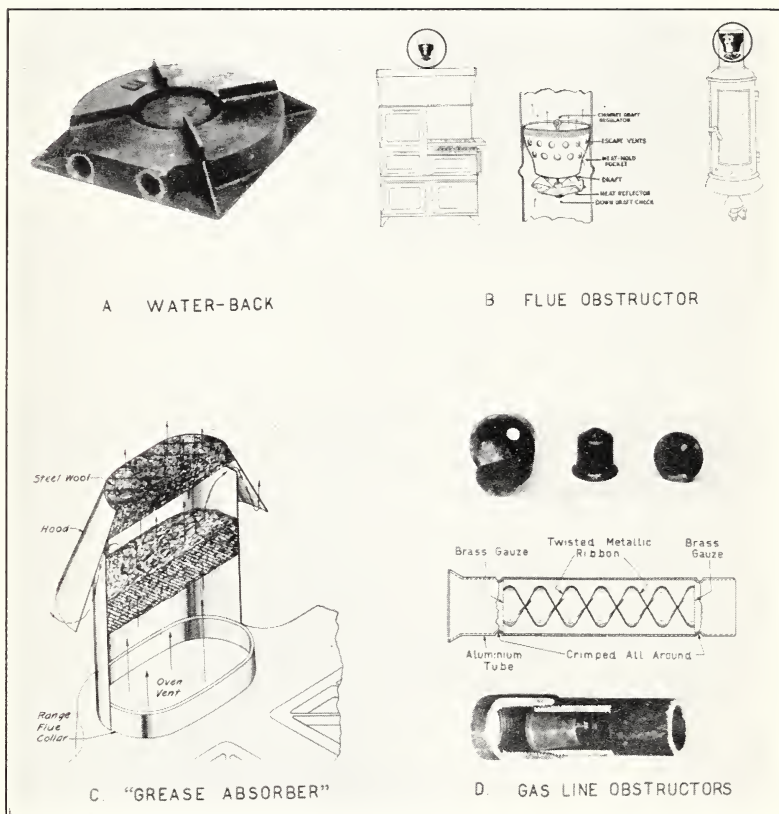 CHIMNEY DRAFT
REGULATOR
ESCAPE VENTS
HEAT-HOLD
POCKET
DRAFT
HEAT REFLECTOR
DOWN DRAFT CHECK
A WATER-BACK
B FLUE OBSTRUCTOR
Steel Wool
Hood
Oven
Vent
Range
Flue
Collar
C. "GREASE ABSORBER"
Brass Gauze
Twisted Metallic
Ribbon
Brass
Gauze
Aluminium
Tube
Crimped All Around
D. GAS LINE OBSTRUCTORS